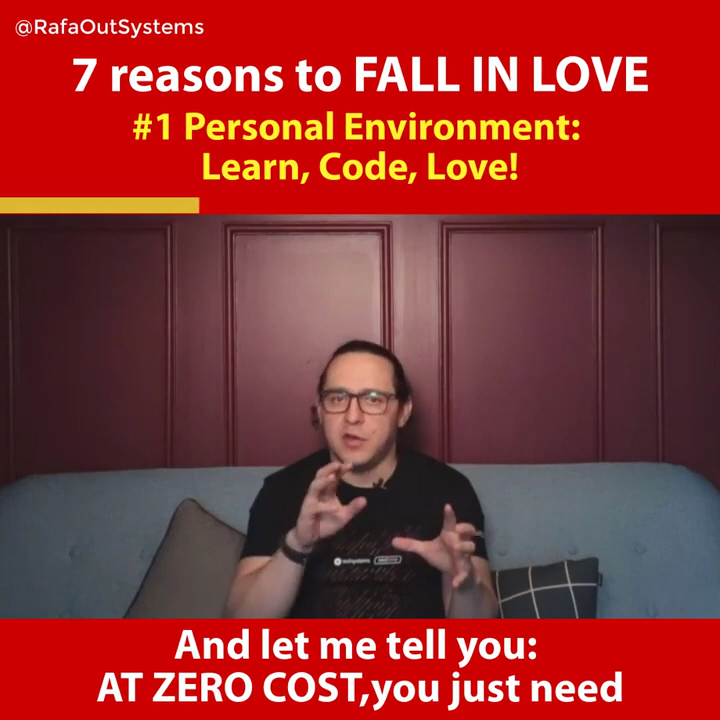 @RafaOutSystems
7 reasons to FALL IN LOVE
#1 Personal Environment:
Learn, Code, Love!
And let me tell you:
AT ZERO COST,you just need